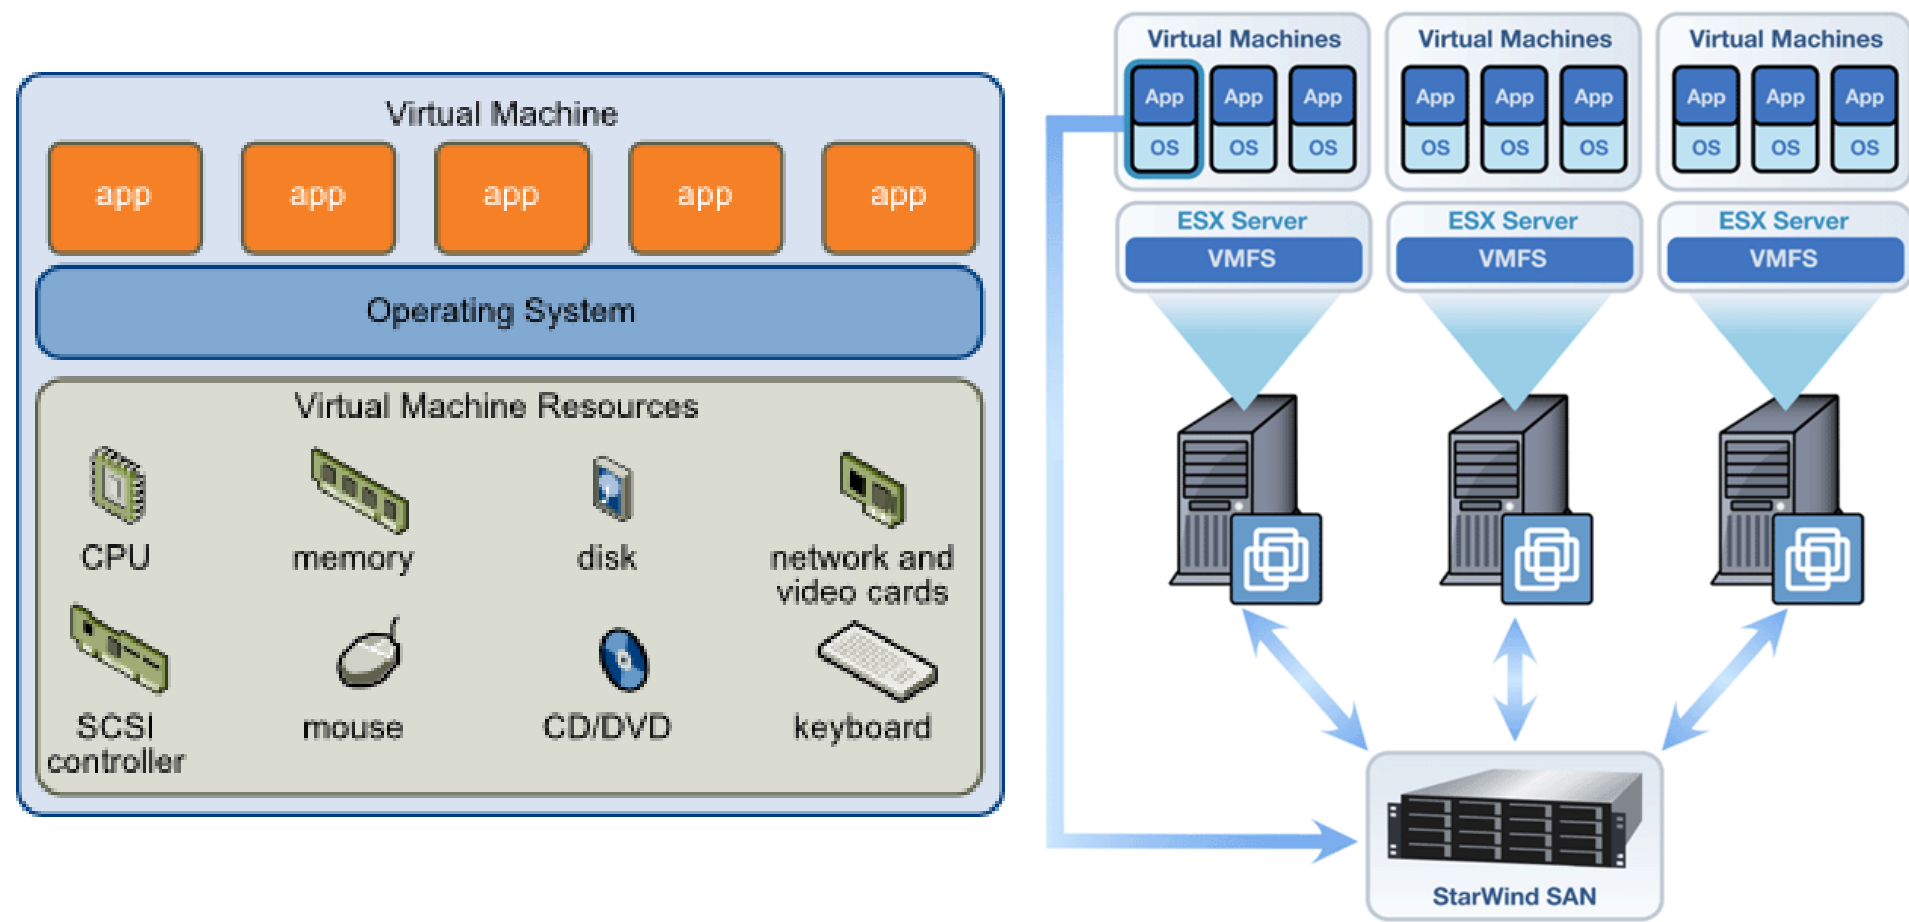 Virtual Machine
app app app app app
Operating System
Virtual Machine Resources
CPU memory disk network and
video cards
SCSI mouse CD/DVD keyboard
controller
Virtual Machines Virtual Machines Virtual Machines
App App App App App App App App App
OS OS OS OS OS OS OS OS OS
ESX Server ESX Server ESX Server
VMFS VMFS VMFS
StarWind SAN